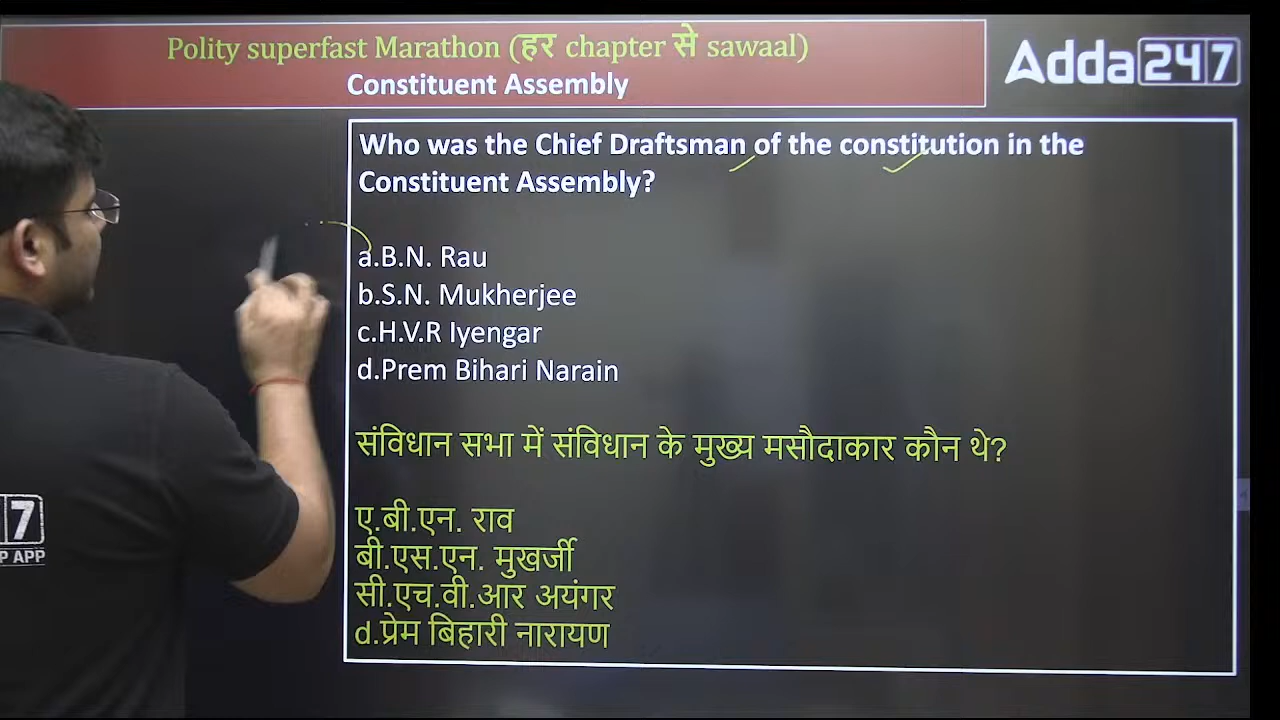 Polity superfast Marathon (हर chapter से sawaal)
Constituent Assembly
Adda247
Who was the Chief Draftsman of the constitution in the
Constituent Assembly?
a.B.N. Rau
b.S.N. Mukherjee
c.H.V.R Iyengar
d.Prem Bihari Narain
संविधान सभा में संविधान के मुख्य मसौदाकार कौन थे?
ए.बी.एन. राव
बी.एस.एन. मुखर्जी
सी.एच.वी.आर अयंगर
d.प्रेम बिहारी नारायण
7
P APP